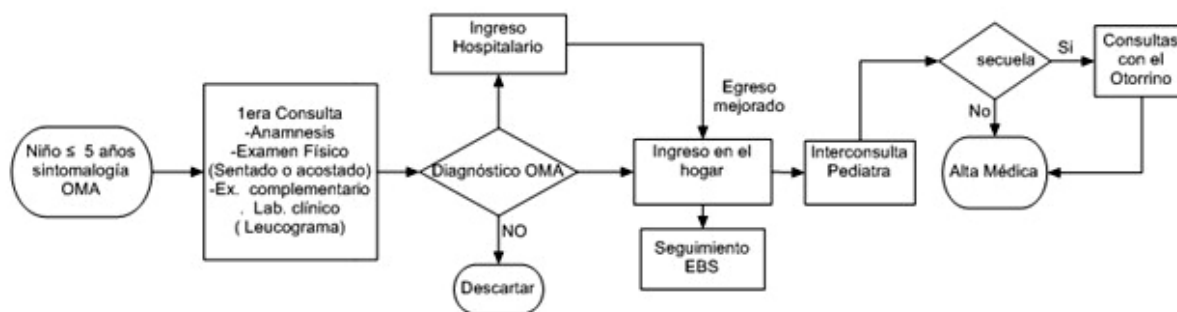 Niño ≤ 5 años
sintomalogía
OMA
1era Consulta
-Anamnesis
-Examen Físico
(Sentado o acostado)
-Ex. complementario
. Lab. clínico
( Leucograma)
Diagnóstico OMA
Ingreso
Hospitalario
NO
Descartar
Egreso
mejorado
Ingreso en el
hogar
Seguimiento
EBS
Interconsulta
Pediatra
secuela
Si
No
Consultas
con el
Otorrino
Alta Médica